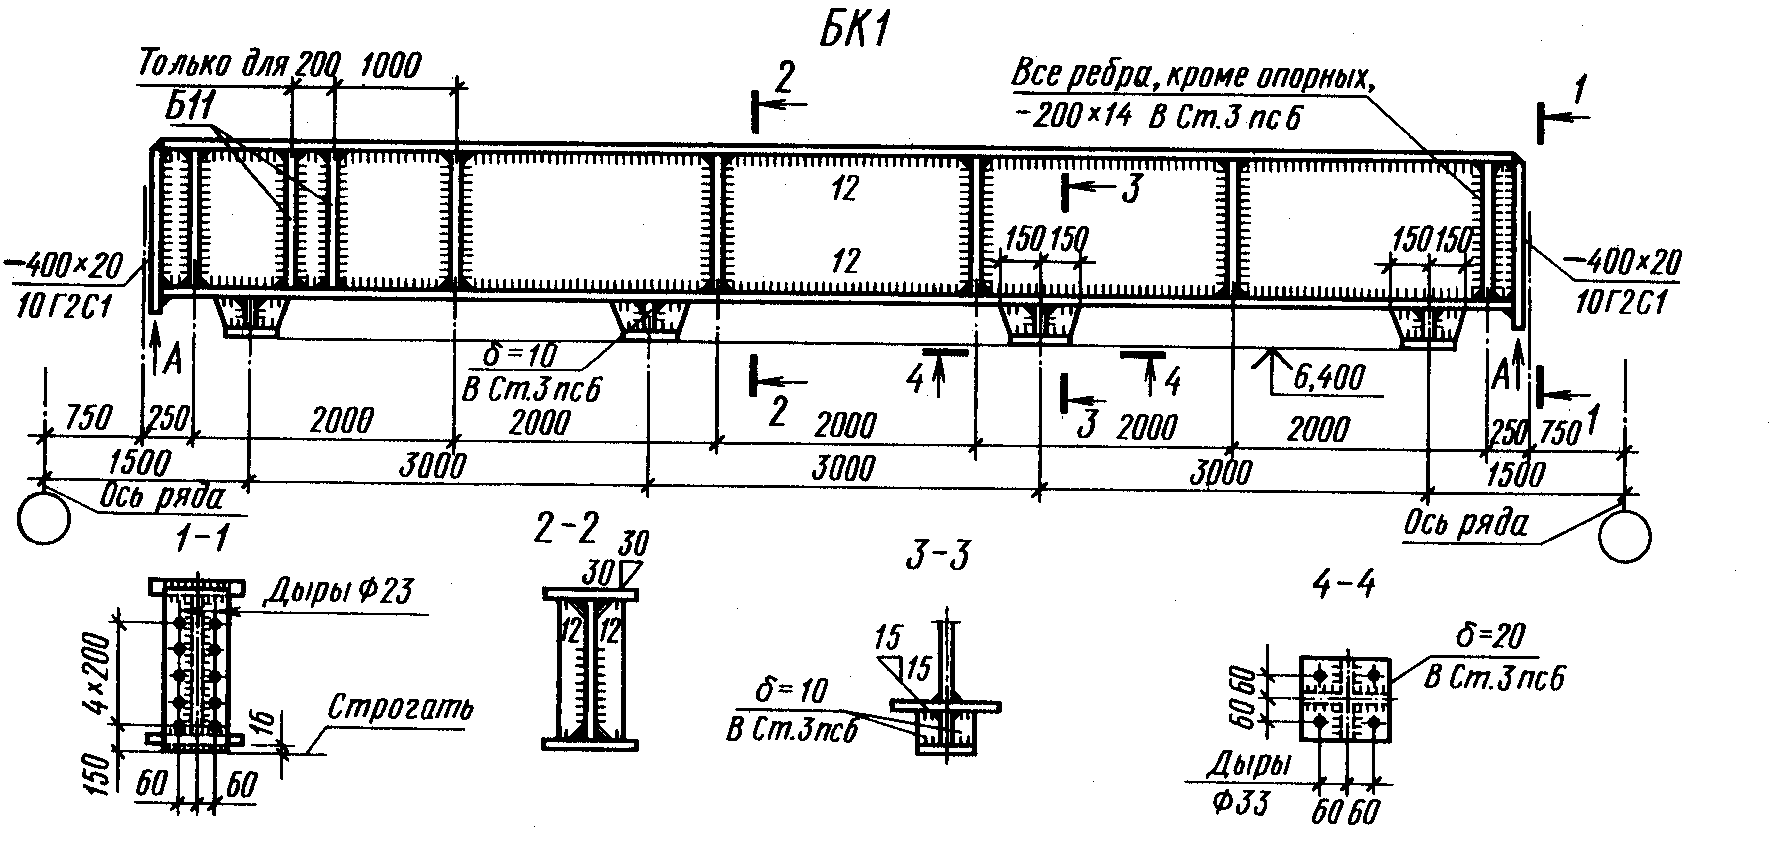 БК1
Только для 200 1000
Б11
2
Все ребра, кроме опорных,
-200×14 В Ст.3 пс 6
1
12
3
150 150
150 150
12
-400×20
10Г2С1
-400×20
10Г2С1
А
δ=10
В Ст.3 пс6
4
4
6,400
А
2
3
1
750 250 2000 2000 2000 2000 2000 250 750
1500 3000 3000 3000 1500
Ось ряда
Ось ряда
1-1
Дыры Ф23
4×200
150
16
Строгать
60 60
2-2
30
30
12 12
3-3
15
15
δ=10
В Ст.3пс6
4-4
δ=20
В Ст.3 пс6
60 60
Дыры
Ф33
60 60